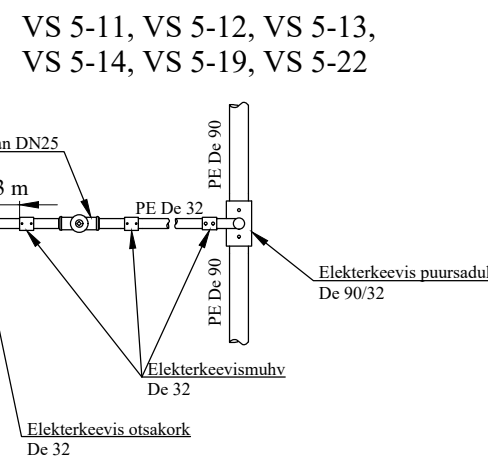 VS 5-11, VS 5-12, VS 5-13,
VS 5-14, VS 5-19, VS 5-22
PE De 90
DN25
3 m
PE De 32
PE De 90
Elekterkeevis
De 90/32
Elekterkeevismuhv
De 32
Elekterkeevis otsakork
De 32